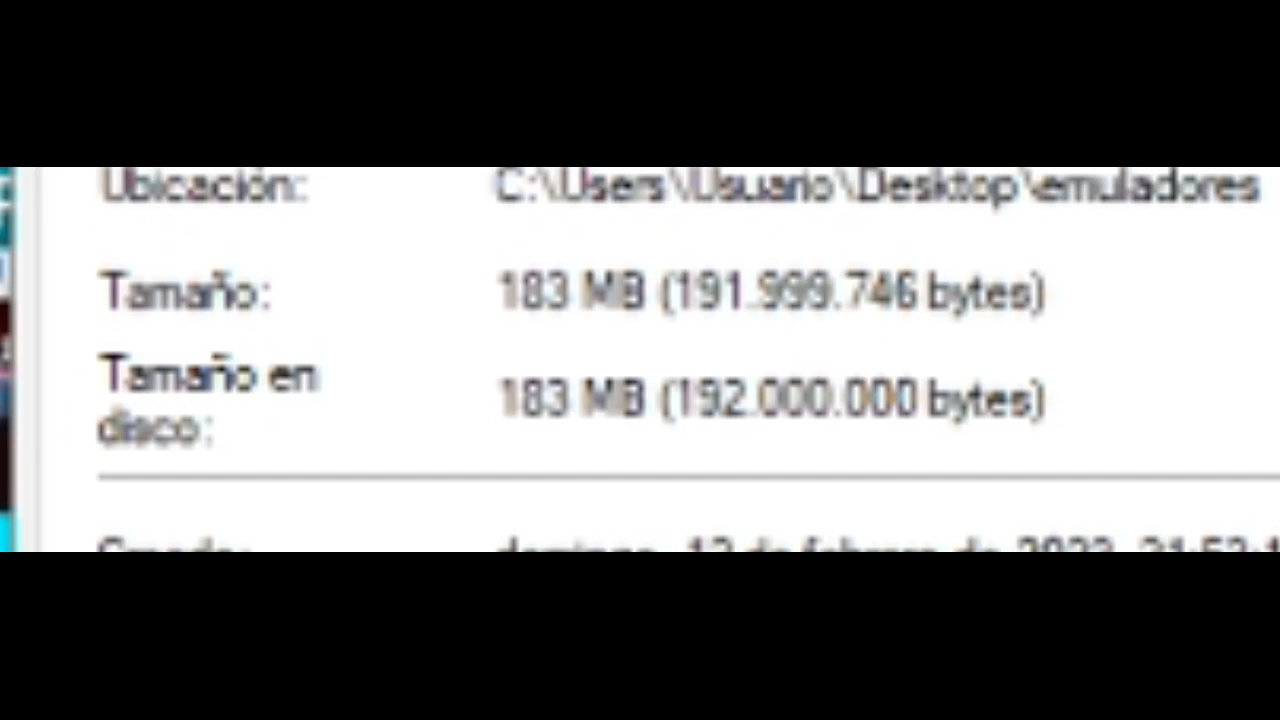 Ubicación: C:\Users\Usuario\Desktop\emuladores
Tamaño: 183 MB (191.999.746 bytes)
Tamaño en disco: 183 MB (192.000.000 bytes)